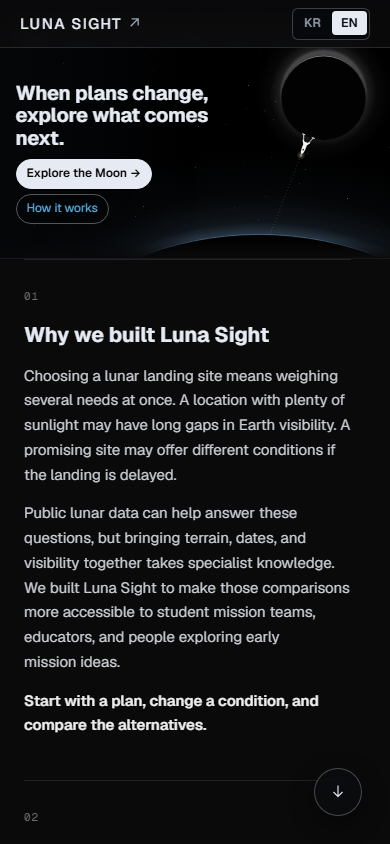 LUNA SIGHT ↗
KR EN
When plans change,
explore what comes
next.
Explore the Moon →
How it works
01
Why we built Luna Sight
Choosing a lunar landing site means weighing
several needs at once. A location with plenty of
sunlight may have long gaps in Earth visibility. A
promising site may offer different conditions if
the landing is delayed.
Public lunar data can help answer these
questions, but bringing terrain, dates, and
visibility together takes specialist knowledge.
We built Luna Sight to make those comparisons
more accessible to student mission teams,
educators, and people exploring early
mission ideas.
Start with a plan, change a condition, and
compare the alternatives.
↓
02